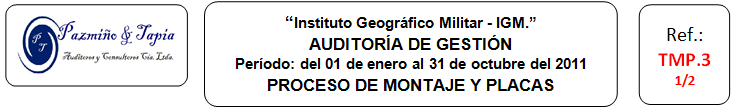 PT
Pazmiño & Tapia
Auditores y Consultores Cía. Ltda.
“Instituto Geográfico Militar - IGM.”
AUDITORÍA DE GESTIÓN
Período: del 01 de enero al 31 de octubre del 2011
PROCESO DE MONTAJE Y PLACAS
Ref.:
TMP.3
1/2